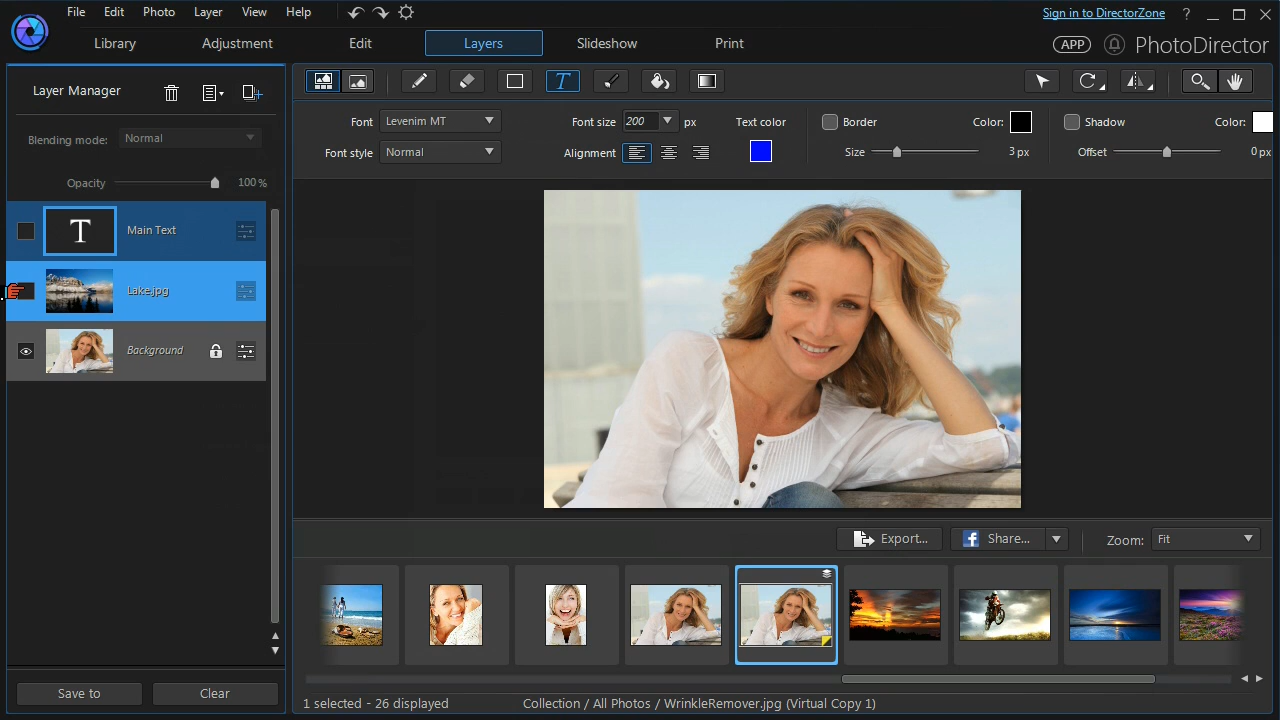 File Edit Photo Layer View Help
Sign in to DirectorZone ?
Library Adjustment Edit Layers Slideshow Print
APP PhotoDirector
Layer Manager
Blending mode: Normal
Opacity 100 %
T Main Text
Lake.jpg
Background
Save to Clear
T
Font Levenim MT Font size 200 px Text color Border Color: Shadow Color:
Font style Normal Alignment Size 3 px Offset 0 px
Export... Share... Zoom: Fit
1 selected - 26 displayed Collection / All Photos / WrinkleRemover.jpg (Virtual Copy 1)